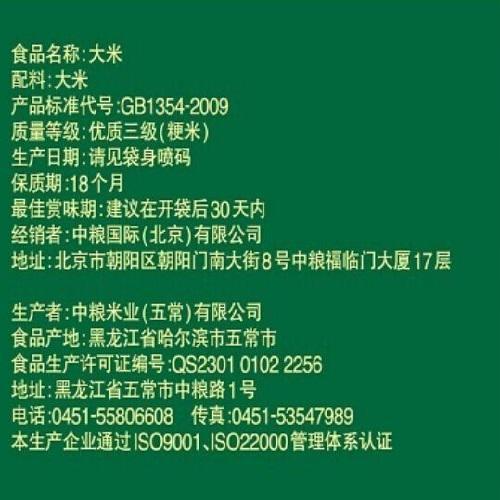 食品名称:大米
配料:大米
产品标准代号:GB1354-2009
质量等级:优质三级(粳米)
生产日期:请见袋身喷码
保质期:18个月
最佳赏味期:建议在开袋后30天内
经销者:中粮国际(北京)有限公司
地址:北京市朝阳区朝阳门南大街8号中粮福临门大厦17层
生产者:中粮米业(五常)有限公司
食品产地:黑龙江省哈尔滨市五常市
食品生产许可证编号:QS2301 0102 2256
地址:黑龙江省五常市中粮路1号
电话:0451-55806608 传真:0451-53547989
本生产企业通过ISO9001、ISO22000管理体系认证